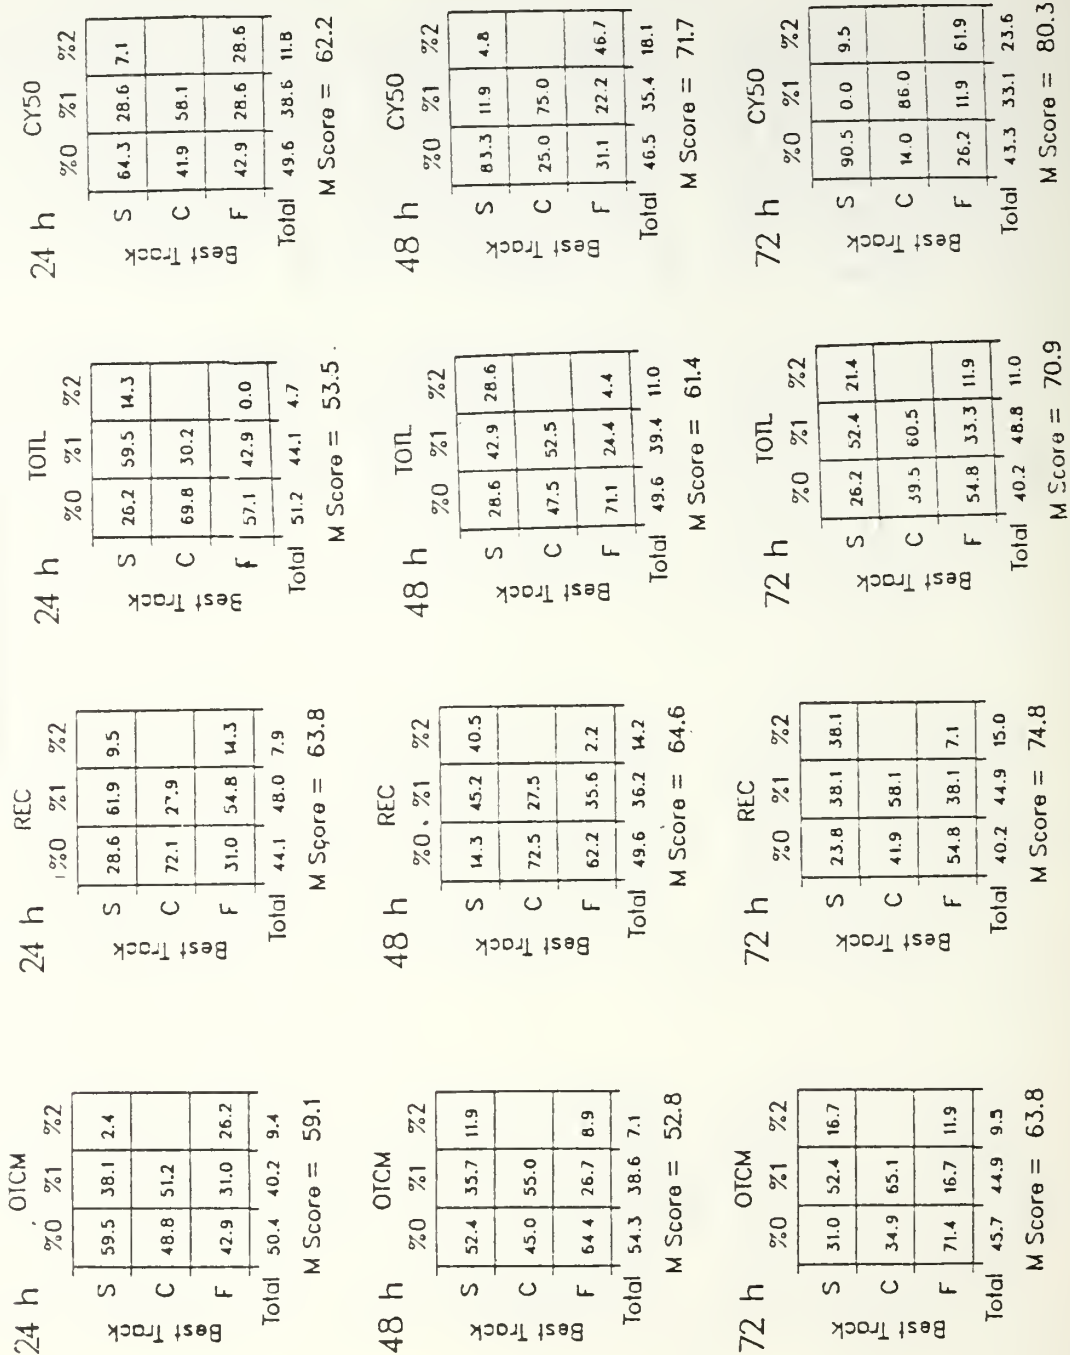 24 h OTCM
%0 %1 %2
S 59.5 38.1 2.4
C 48.8 51.2
F 42.9 31.0 26.2
Best Track
Total 50.4 40.2 9.4
M Score = 59.1
24 h REC
%0 %1 %2
S 28.6 61.9 9.5
C 72.1
F 31.0 54.8 14.3
Best Track
Total 44.1 48.0 7.9
M Score = 63.8
24 h TOTL
%0 %1 %2
S 26.2 59.5 14.3
C 69.8 30.2
F 57.1 42.9 0.0
Best Track
Total 51.2 44.1 4.7
M Score = 53.5
24 h CY50
%0 %1 %2
S 64.3 28.6 7.1
C 41.9 58.1
F 42.9 28.6 28.6
Best Track
Total 49.6 38.6 11.8
M Score = 62.2
48 h OTCM
%0 %1 %2
S 52.4 35.7 11.9
C 45.0 55.0
F 64.4 26.7 8.9
Best Track
Total 54.3 38.6 7.1
M Score = 52.8
48 h REC
%0 %1 %2
S 14.3 45.2 40.5
C 72.5 27.5
F 62.2 35.6 2.2
Best Track
Total 49.6 36.2 14.2
M Score = 64.6
48 h TOTL
%0 %1 %2
S 28.6 42.9 28.6
C 47.5 52.5
F 71.1 24.4 4.4
Best Track
Total 49.6 39.4 11.0
M Score = 61.4
48 h CY50
%0 %1 %2
S 83.3 11.9 4.8
C 25.0 75.0
F 31.1 22.2 46.7
Best Track
Total 46.5 35.4 18.1
M Score = 71.7
72 h OTCM
%0 %1 %2
S 31.0 52.4 16.7
C 34.9 65.1
F 71.4 16.7 11.9
Best Track
Total 45.7 44.9 9.5
M Score = 63.8
72 h REC
%0 %1 %2
S 23.8 38.1 38.1
C 41.9 58.1
F 54.8 38.1 7.1
Best Track
Total 40.2 44.9 15.0
M Score = 74.8
72 h TOTL
%0 %1 %2
S 26.2 52.4 21.4
C 39.5 60.5
F 54.8 33.3 11.9
Best Track
Total 40.2 48.8 11.0
M Score = 70.9
72 h CY50
%0 %1 %2
S 90.5 0.0 9.5
C 14.0 86.0
F 26.2 11.9 61.9
Best Track
Total 43.3 33.1 23.6
M Score = 80.3